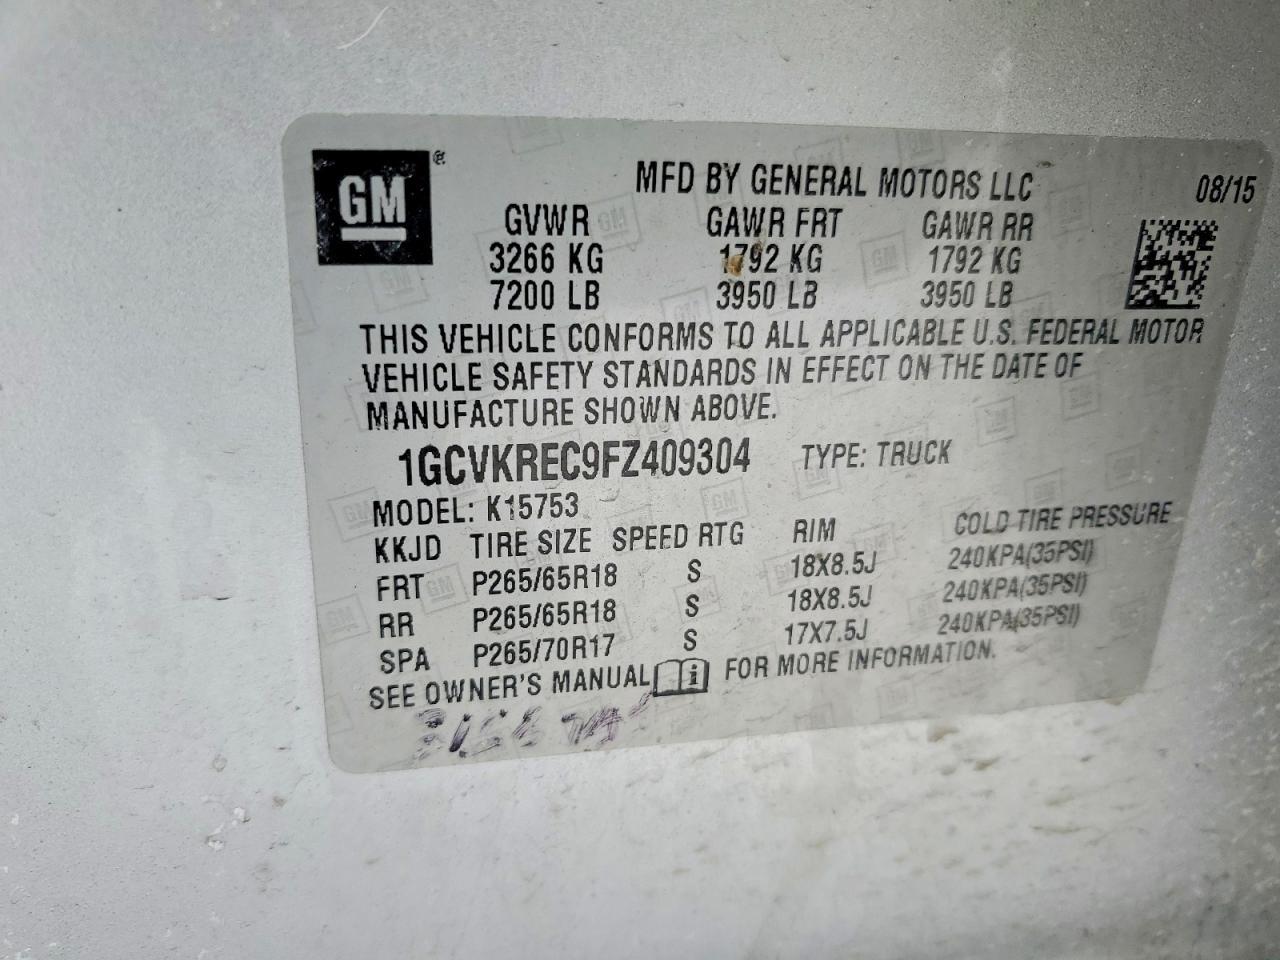 GM®
MFD BY GENERAL MOTORS LLC 08/15
GVWR GAWR FRT GAWR RR
3266 KG 1792 KG 1792 KG
7200 LB 3950 LB 3950 LB
THIS VEHICLE CONFORMS TO ALL APPLICABLE U.S. FEDERAL MOTOR
VEHICLE SAFETY STANDARDS IN EFFECT ON THE DATE OF
MANUFACTURE SHOWN ABOVE.
1GCVKREC9FZ409304 TYPE: TRUCK
MODEL: K15753
KKJD TIRE SIZE SPEED RTG RIM COLD TIRE PRESSURE
FRT P265/65R18 S 18X8.5J 240KPA(35PSI)
RR P265/65R18 S 18X8.5J 240KPA(35PSI)
SPA P265/70R17 S 17X7.5J 240KPA(35PSI)
SEE OWNER'S MANUAL i FOR MORE INFORMATION.